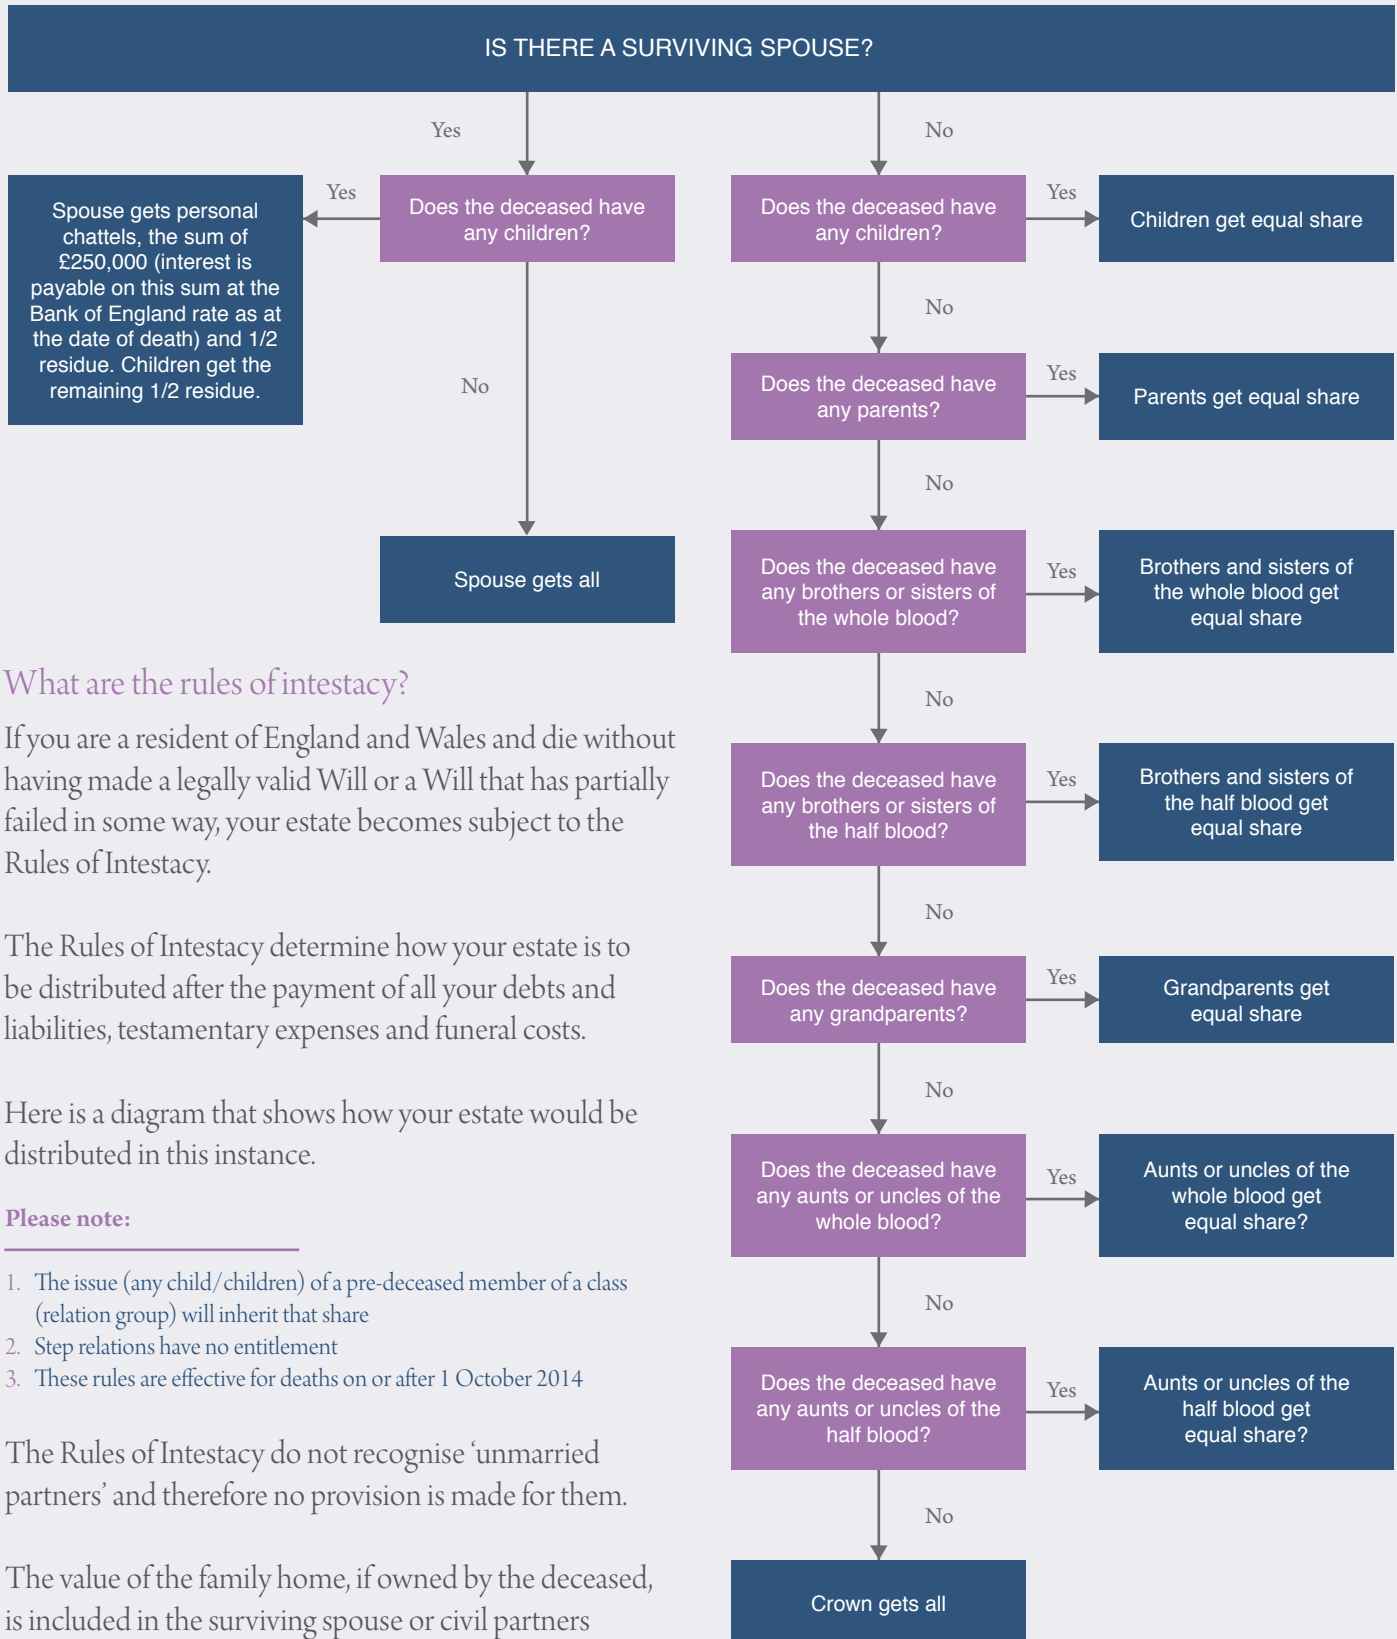 IS THERE A SURVIVING SPOUSE?
Yes
No
Spouse gets personal
chattels, the sum of
£250,000 (interest is
payable on this sum at the
Bank of England rate as at
the date of death) and 1/2
residue. Children get the
remaining 1/2 residue.
Yes
Does the deceased have
any children?
No
Spouse gets all
Does the deceased have
any children?
Yes
Children get equal share
No
Does the deceased have
any parents?
Yes
Parents get equal share
No
Does the deceased have
any brothers or sisters of
the whole blood?
Yes
Brothers and sisters of
the whole blood get
equal share
No
Does the deceased have
any brothers or sisters of
the half blood?
Yes
Brothers and sisters of
the half blood get
equal share
No
Does the deceased have
any grandparents?
Yes
Grandparents get
equal share
No
Does the deceased have
any aunts or uncles of the
whole blood?
Yes
Aunts or uncles of the
whole blood get
equal share?
No
Does the deceased have
any aunts or uncles of the
half blood?
Yes
Aunts or uncles of the
half blood get
equal share?
No
Crown gets all
What are the rules of intestacy?
If you are a resident of England and Wales and die without
having made a legally valid Will or a Will that has partially
failed in some way, your estate becomes subject to the
Rules of Intestacy.
The Rules of Intestacy determine how your estate is to
be distributed after the payment of all your debts and
liabilities, testamentary expenses and funeral costs.
Here is a diagram that shows how your estate would be
distributed in this instance.
Please note:
1. The issue (any child/children) of a pre-deceased member of a class
(relation group) will inherit that share
2. Step relations have no entitlement
3. These rules are effective for deaths on or after 1 October 2014
The Rules of Intestacy do not recognise ‘unmarried
partners’ and therefore no provision is made for them.
The value of the family home, if owned by the deceased,
is included in the surviving spouse or civil partners